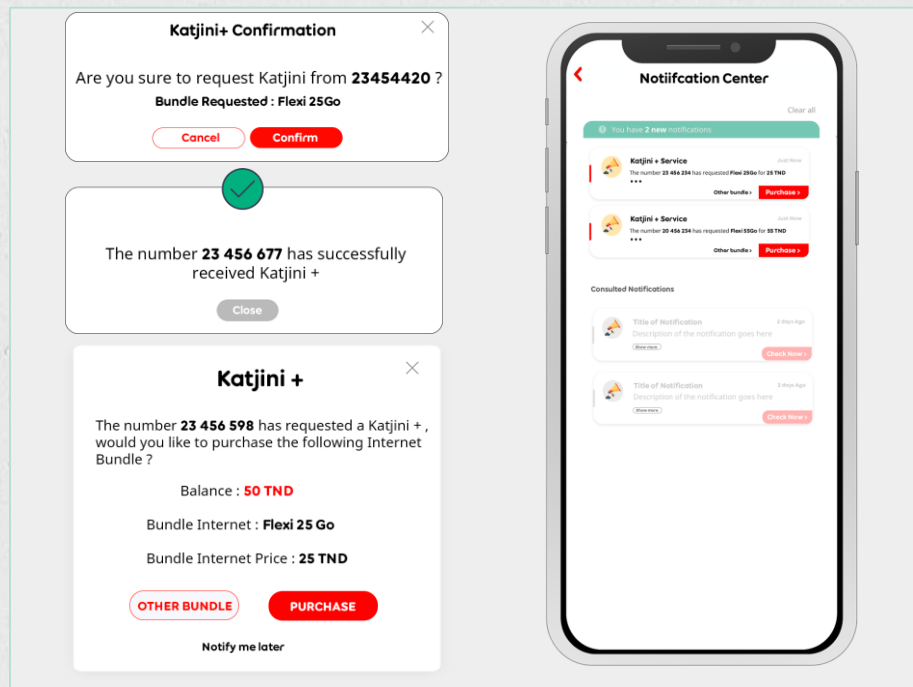 Katjini+ Confirmation
Are you sure to request Katjini from 23454420 ?
Bundle Requested : Flexi 25Go
Cancel
Confirm
The number 23 456 677 has successfully
received Katjini +
Close
Katjini +
The number 23 456 598 has requested a Katjini + ,
would you like to purchase the following Internet
Bundle ?
Balance : 50 TND
Bundle Internet : Flexi 25 Go
Bundle Internet Price : 25 TND
OTHER BUNDLE
PURCHASE
Notify me later
Notiifcation Center
Clear all
You have 2 new notifications
Katjini + Service
Just Now
The number 23 456 234 has requested Flexi 25Go for 25 TND
Other bundle >
Purchase >
Katjini + Service
Just Now
The number 20 456 234 has requested Flexi 55Go for 55 TND
Other bundle >
Purchase >
Consulted Notifications
Title of Notification
2 days Ago
Description of the notification goes here
Show more
Check Now >
Title of Notification
2 days Ago
Description of the notification goes here
Show more
Check Now >